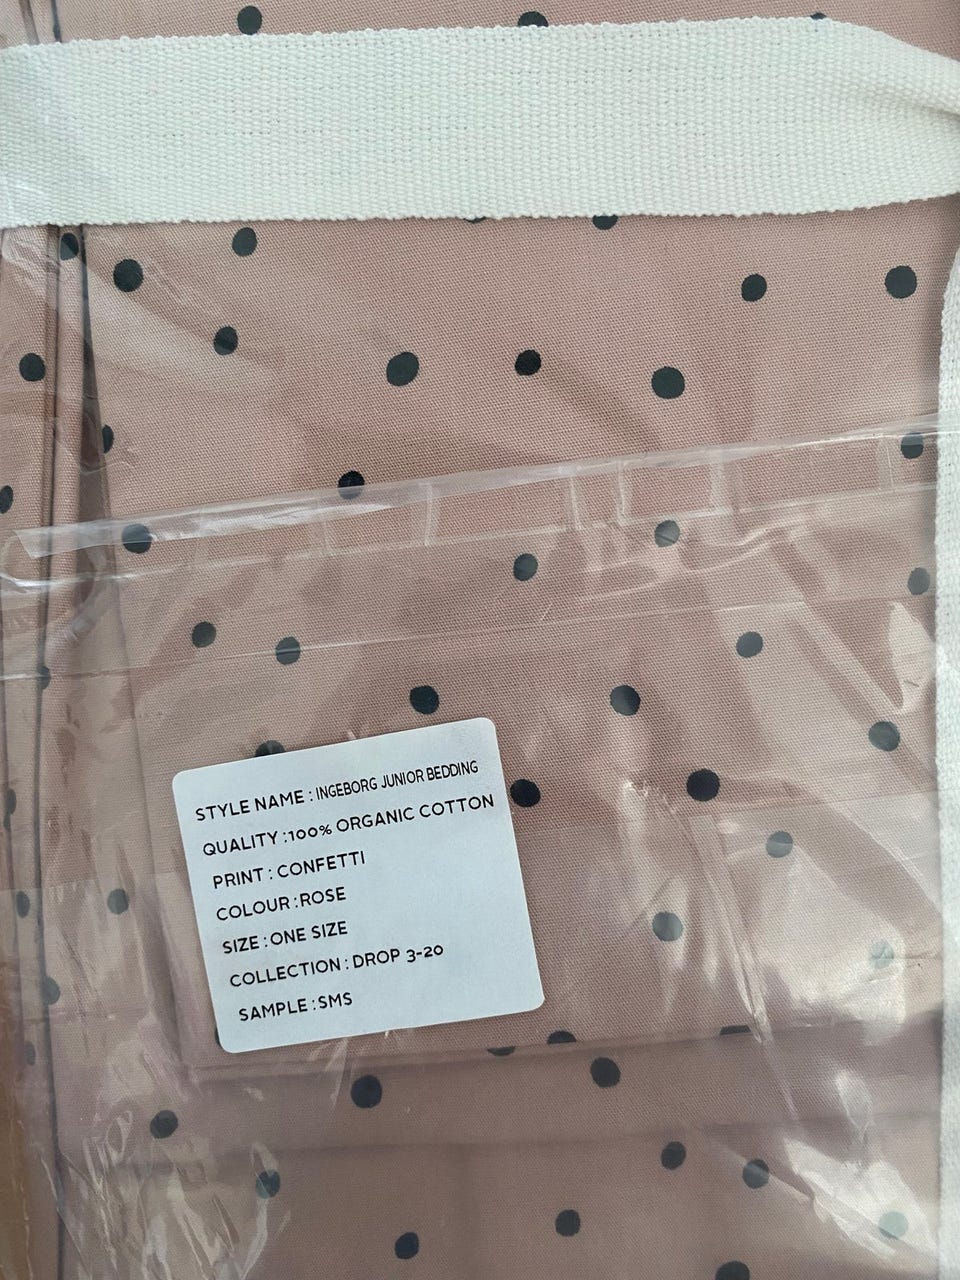 STYLE NAME : INGEBORG JUNIOR BEDDING
QUALITY :100% ORGANIC COTTON
PRINT : CONFETTI
COLOUR :ROSE
SIZE : ONE SIZE
COLLECTION : DROP 3-20
SAMPLE : SMS